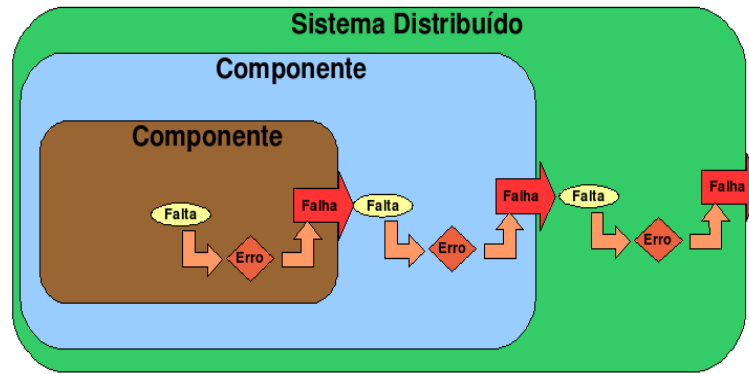 Sistema Distribuído
Componente
Componente
Falta
Erro
Falha
Falta
Erro
Falha
Falta
Erro
Falha